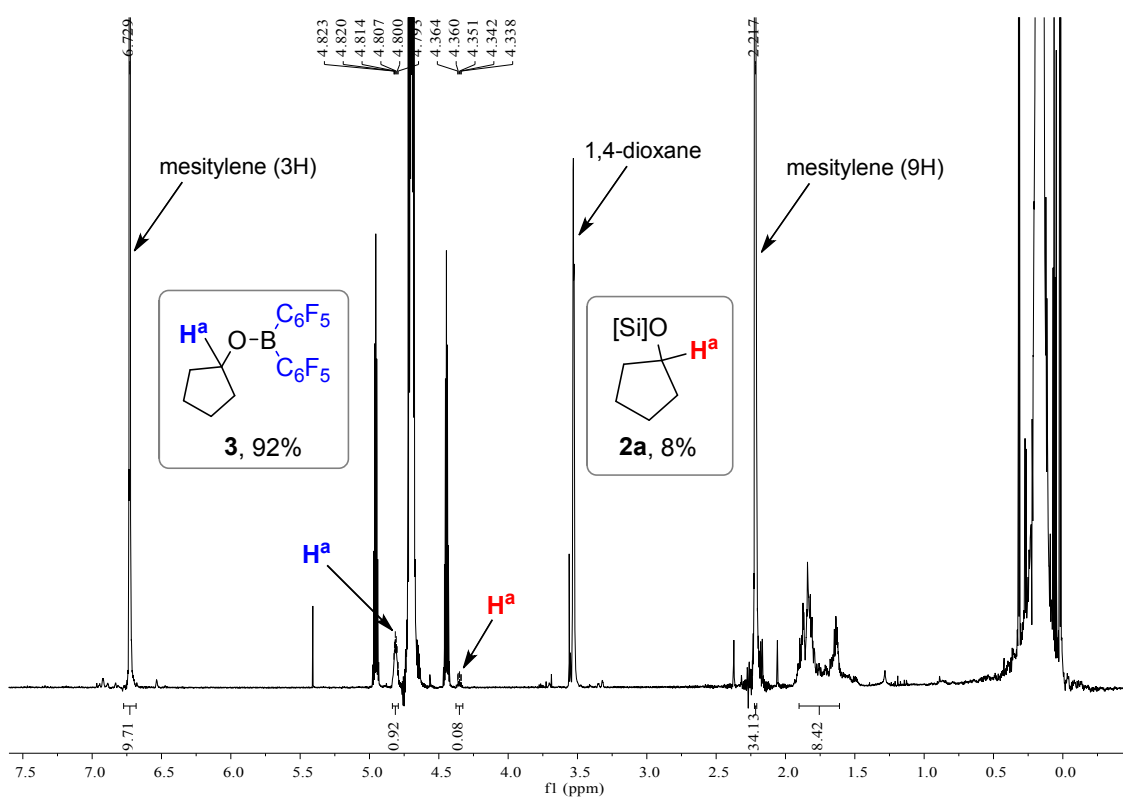 6.729
4.823
4.820
4.814
4.807
4.800
4.793
4.364
4.360
4.351
4.342
4.338
2.217
mesitylene (3H)
1,4-dioxane
mesitylene (9H)
Hᵃ
O–B
C₆F₅
C₆F₅
3, 92%
[Si]O
Hᵃ
2a, 8%
Hᵃ
Hᵃ
9.71
0.92
0.08
34.13
8.42
7.5 7.0 6.5 6.0 5.5 5.0 4.5 4.0 3.5 3.0 2.5 2.0 1.5 1.0 0.5 0.0
f1 (ppm)